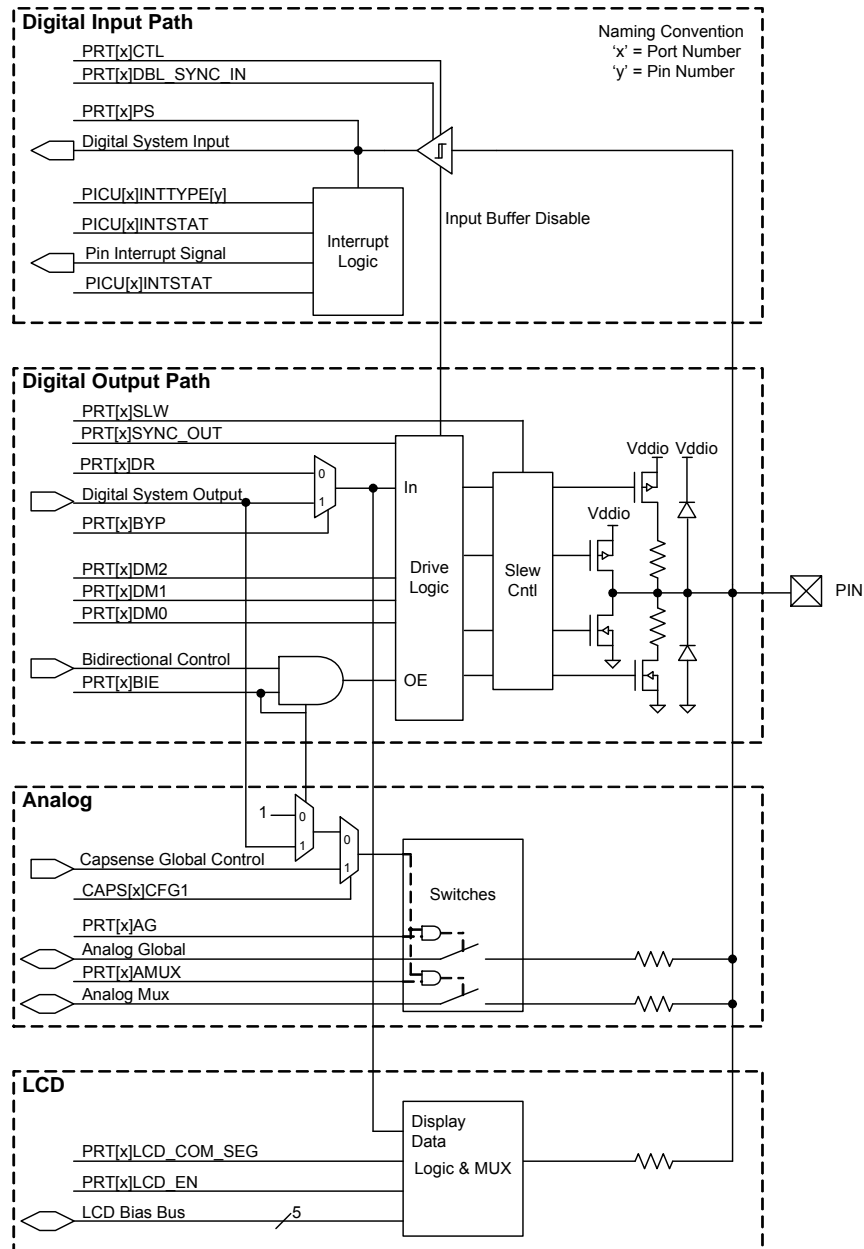 Digital Input Path
Naming Convention
‘x’ = Port Number
‘y’ = Pin Number
PRT[x]CTL
PRT[x]DBL_SYNC_IN
PRT[x]PS
Digital System Input
PICU[x]INTTYPE[y]
PICU[x]INTSTAT
Pin Interrupt Signal
PICU[x]INTSTAT
Interrupt
Logic
Input Buffer Disable
Digital Output Path
PRT[x]SLW
PRT[x]SYNC_OUT
PRT[x]DR
Digital System Output
PRT[x]BYP
0
1
PRT[x]DM2
PRT[x]DM1
PRT[x]DM0
Bidirectional Control
PRT[x]BIE
In
Drive
Logic
OE
Slew
Cntl
Vddio
Vddio
Vddio
PIN
Analog
1
0
1
0
1
Capsense Global Control
CAPS[x]CFG1
PRT[x]AG
Analog Global
PRT[x]AMUX
Analog Mux
Switches
LCD
PRT[x]LCD_COM_SEG
PRT[x]LCD_EN
LCD Bias Bus
5
Display
Data
Logic & MUX